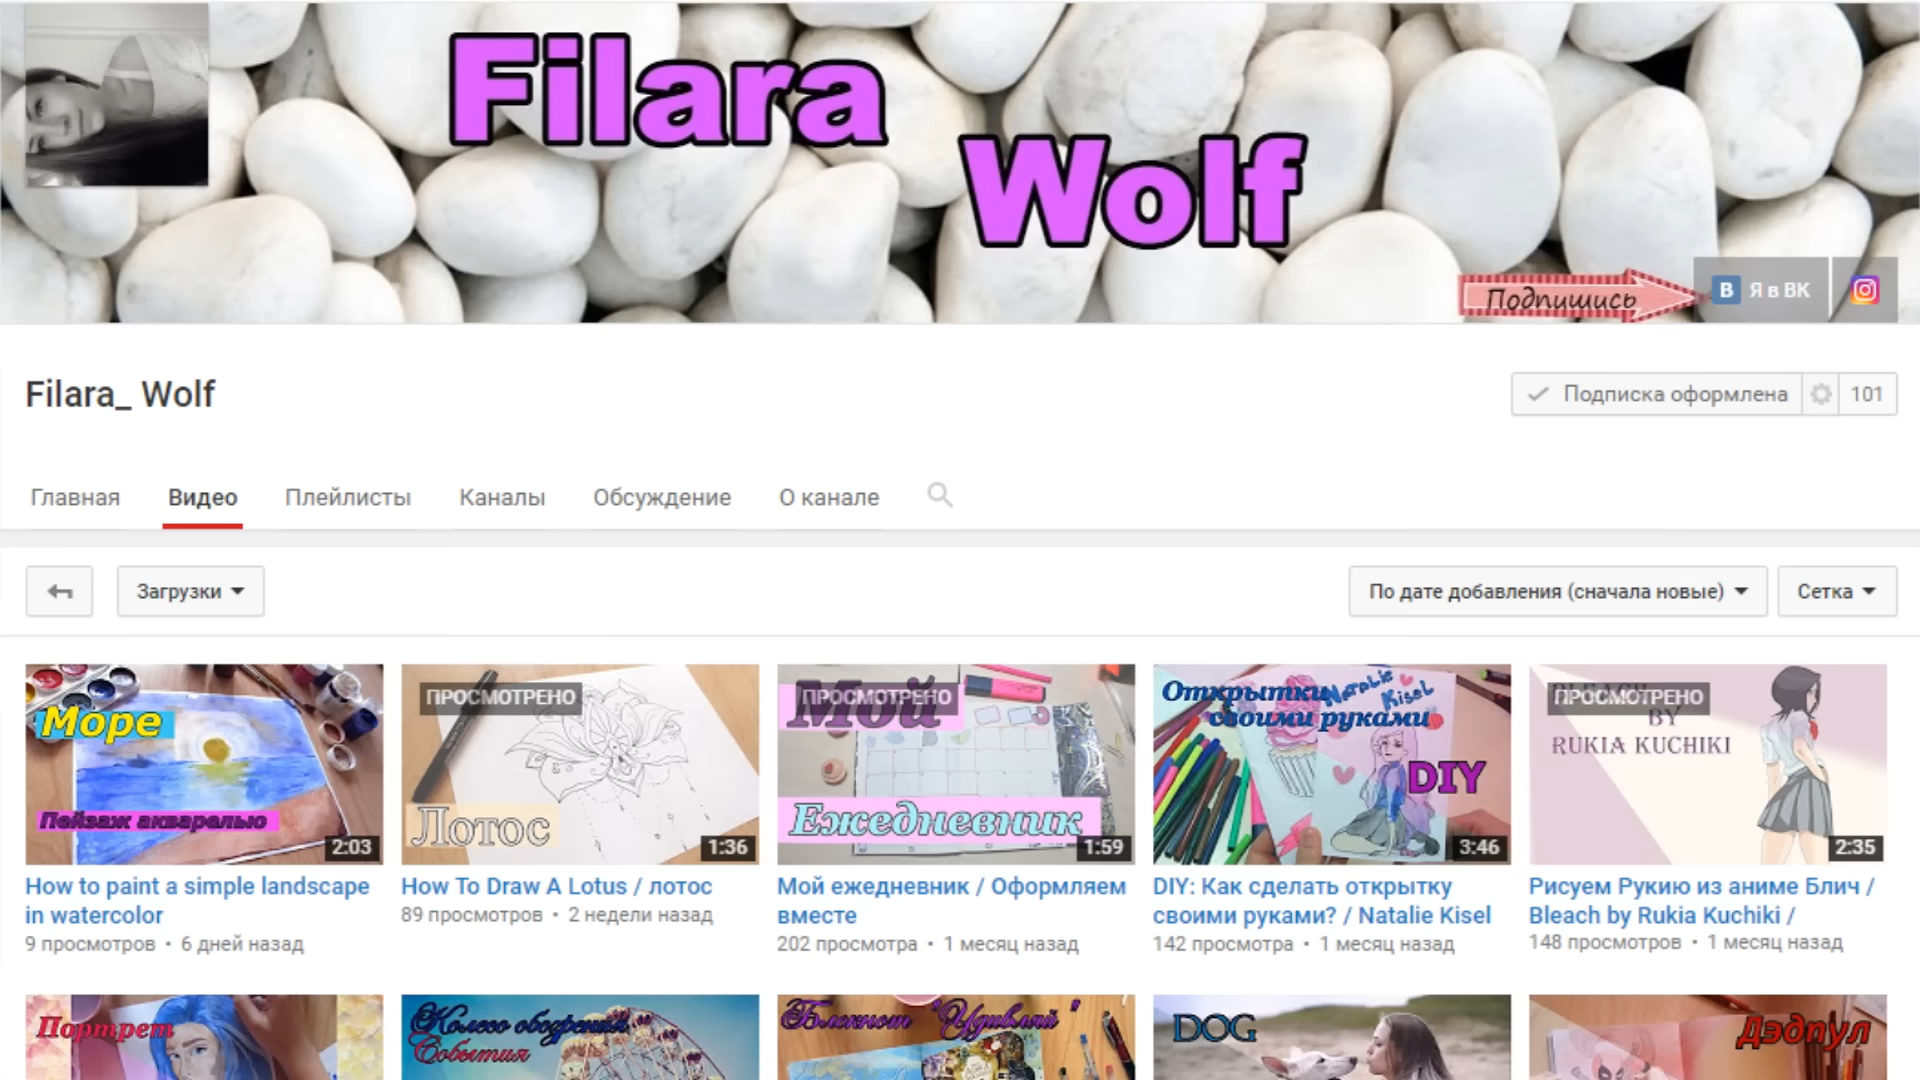 Filara
Wolf
Подпишись
В Я в ВК
Filara_ Wolf
Подписка оформлена 101
Главная Видео Плейлисты Каналы Обсуждение О канале
Загрузки
По дате добавления (сначала новые)
Сетка
Море
Пейзаж акварелью
2:03
How to paint a simple landscape
in watercolor
9 просмотров • 6 дней назад
ПРОСМОТРЕНО
Лотос
1:36
How To Draw A Lotus / лотос
89 просмотров • 2 недели назад
ПРОСМОТРЕНО
Мой
Ежедневник
1:59
Мой ежедневник / Оформляем
вместе
202 просмотра • 1 месяц назад
Открытки
своими руками
Natalie
Kisel
DIY
3:46
DIY: Как сделать открытку
своими руками? / Natalie Kisel
142 просмотра • 1 месяц назад
ПРОСМОТРЕНО
BY
RUKIA KUCHIKI
2:35
Рисуем Рукию из аниме Блич /
Bleach by Rukia Kuchiki /
148 просмотров • 1 месяц назад
Портрет
Колесо обозрения
События
Блокнот "Удивляй"
DOG
Дэдпул